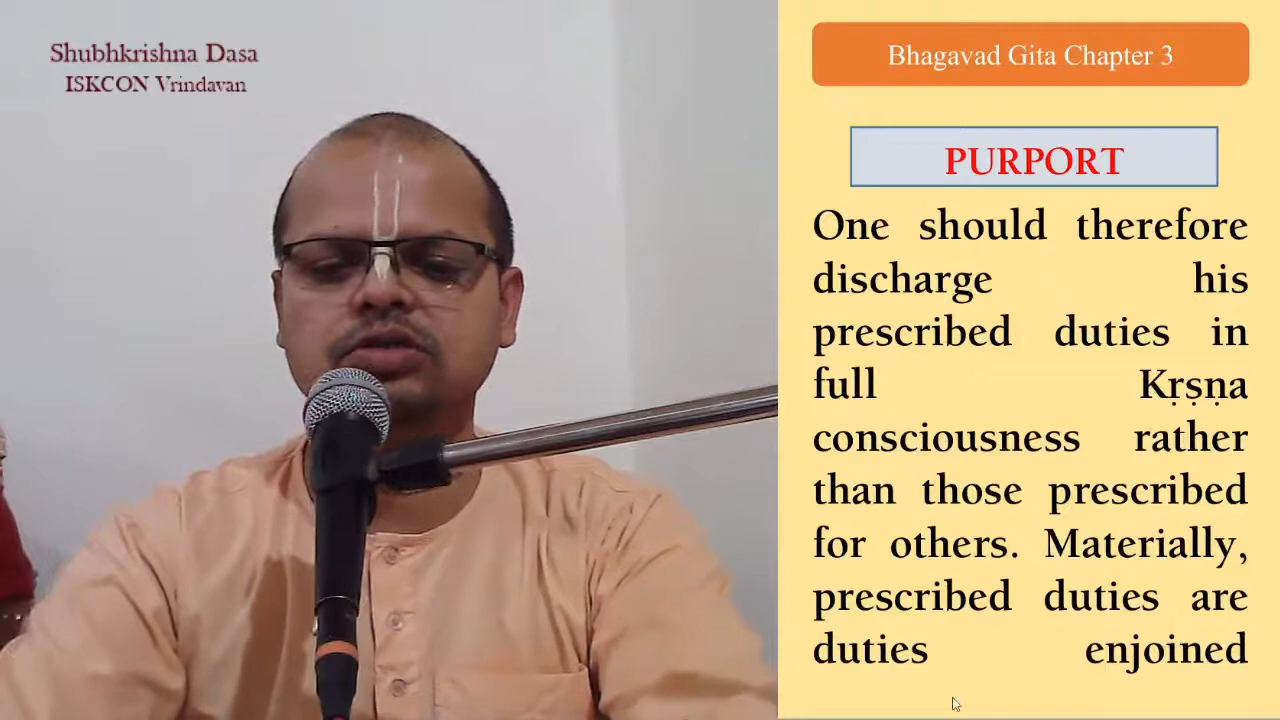 Shubhkrishna Dasa
ISKCON Vrindavan
Bhagavad Gita Chapter 3
PURPORT
One should therefore
discharge his
prescribed duties in
full Kṛṣṇa
consciousness rather
than those prescribed
for others. Materially,
prescribed duties are
duties enjoined